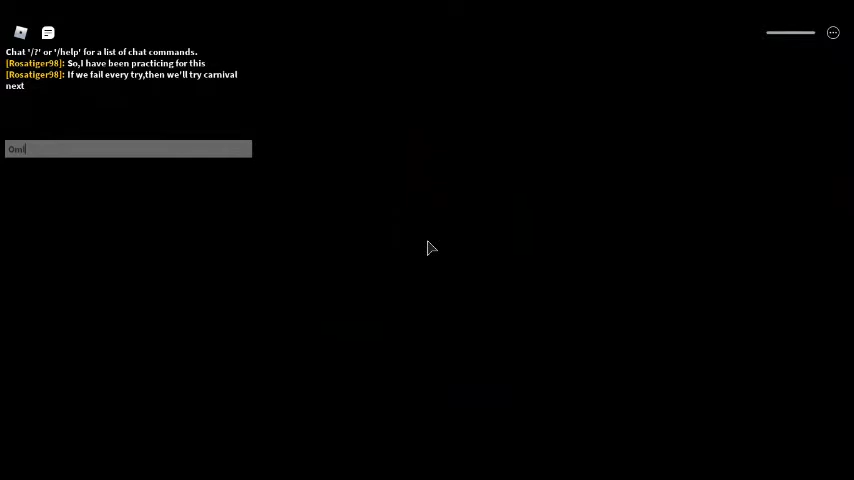 Chat '/?' or '/help' for a list of chat commands.
[Rosatiger98]: So,I have been practicing for this
[Rosatiger98]: If we fail every try,then we'll try carnival
next
Oml